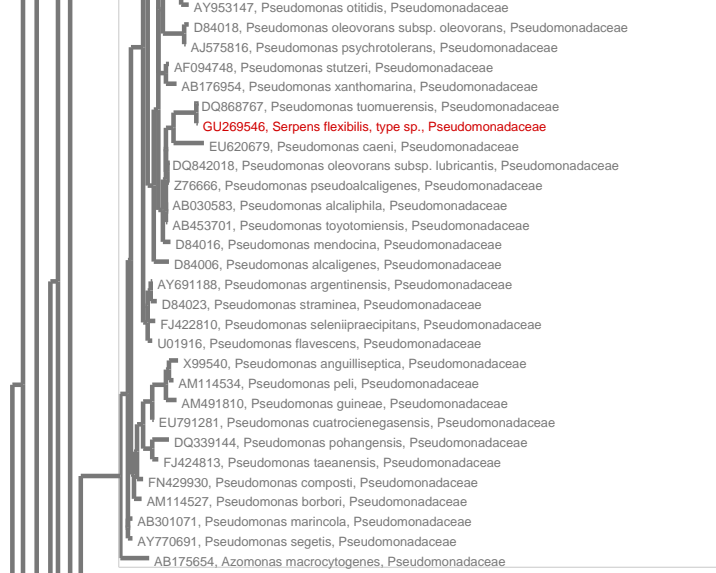 AY953147, Pseudomonas otitidis, Pseudomonadaceae
D84018, Pseudomonas oleovorans subsp. oleovorans, Pseudomonadaceae
AJ575816, Pseudomonas psychrotolerans, Pseudomonadaceae
AF094748, Pseudomonas stutzeri, Pseudomonadaceae
AB176954, Pseudomonas xanthomarina, Pseudomonadaceae
DQ868767, Pseudomonas tuomuerensis, Pseudomonadaceae
GU269546, Serpens flexibilis, type sp., Pseudomonadaceae
EU620679, Pseudomonas caeni, Pseudomonadaceae
DQ842018, Pseudomonas oleovorans subsp. lubricantis, Pseudomonadaceae
Z76666, Pseudomonas pseudoalcaligenes, Pseudomonadaceae
AB030583, Pseudomonas alcaliphila, Pseudomonadaceae
AB453701, Pseudomonas toyotomiensis, Pseudomonadaceae
D84016, Pseudomonas mendocina, Pseudomonadaceae
D84006, Pseudomonas alcaligenes, Pseudomonadaceae
AY691188, Pseudomonas argentinensis, Pseudomonadaceae
D84023, Pseudomonas straminea, Pseudomonadaceae
FJ422810, Pseudomonas seleniipraecipitans, Pseudomonadaceae
U01916, Pseudomonas flavescens, Pseudomonadaceae
X99540, Pseudomonas anguilliseptica, Pseudomonadaceae
AM114534, Pseudomonas peli, Pseudomonadaceae
AM491810, Pseudomonas guineae, Pseudomonadaceae
EU791281, Pseudomonas cuatrocienegasensis, Pseudomonadaceae
DQ339144, Pseudomonas pohangensis, Pseudomonadaceae
FJ424813, Pseudomonas taeanensis, Pseudomonadaceae
FN429930, Pseudomonas composti, Pseudomonadaceae
AM114527, Pseudomonas borbori, Pseudomonadaceae
AB301071, Pseudomonas marincola, Pseudomonadaceae
AY770691, Pseudomonas segetis, Pseudomonadaceae
AB175654, Azomonas macrocytogenes, Pseudomonadaceae